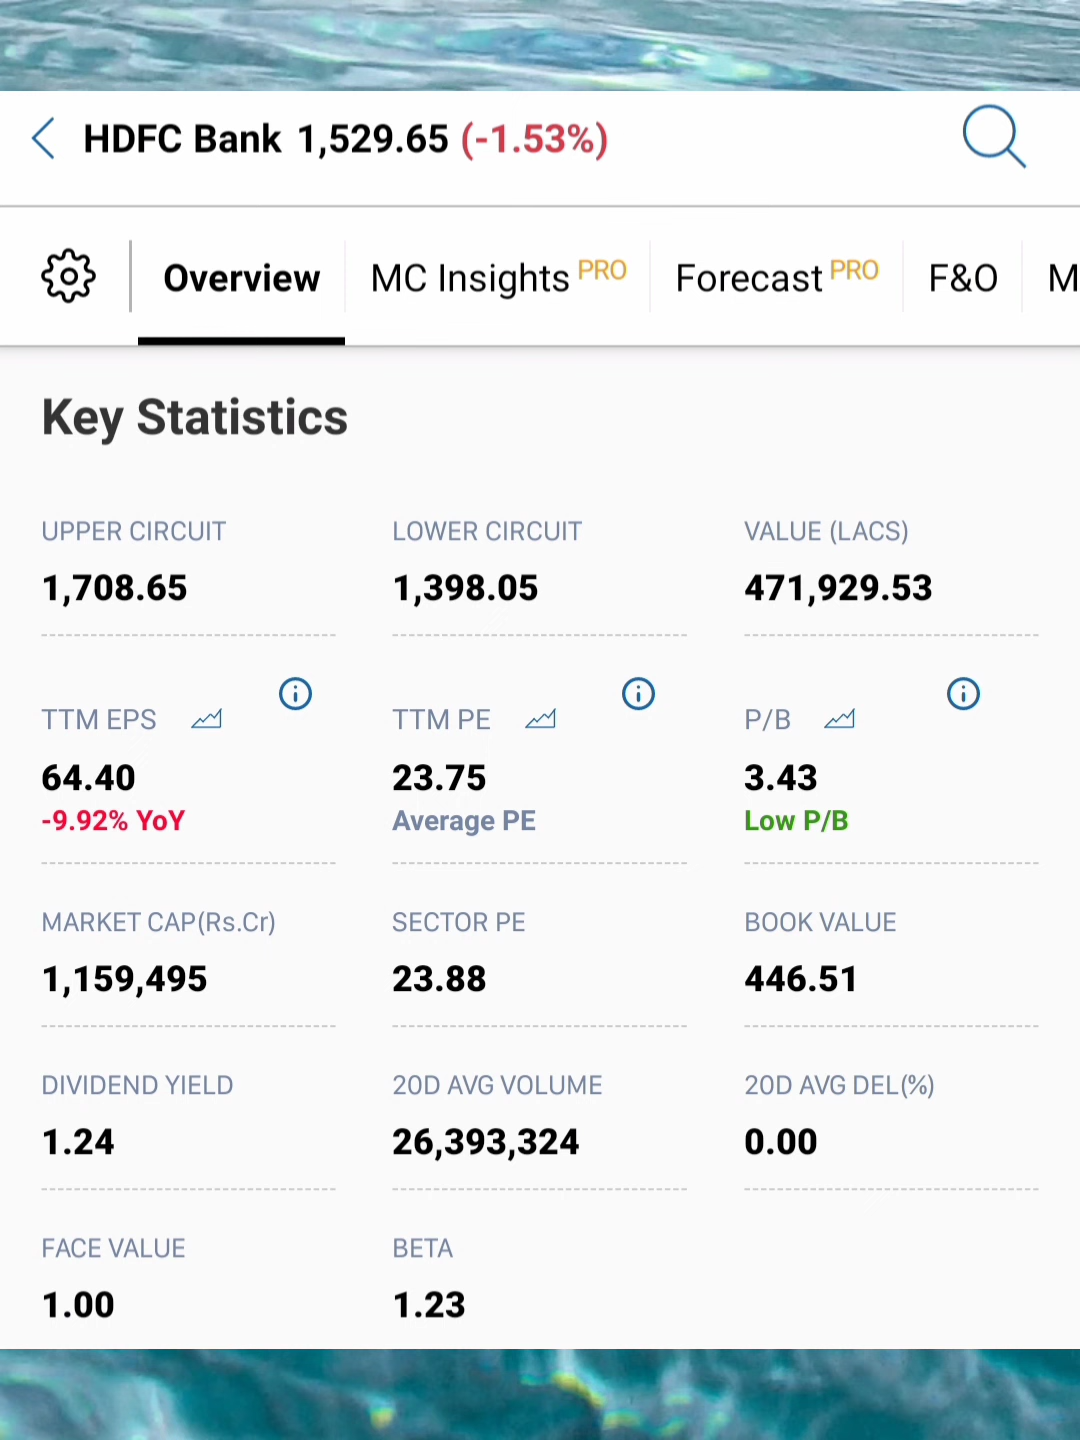 HDFC Bank 1,529.65 (-1.53%)
Overview MC Insights PRO Forecast PRO F&O M
Key Statistics
UPPER CIRCUIT LOWER CIRCUIT VALUE (LACS)
1,708.65 1,398.05 471,929.53
TTM EPS TTM PE P/B
64.40 23.75 3.43
-9.92% YoY Average PE Low P/B
MARKET CAP(Rs.Cr) SECTOR PE BOOK VALUE
1,159,495 23.88 446.51
DIVIDEND YIELD 20D AVG VOLUME 20D AVG DEL(%)
1.24 26,393,324 0.00
FACE VALUE BETA
1.00 1.23